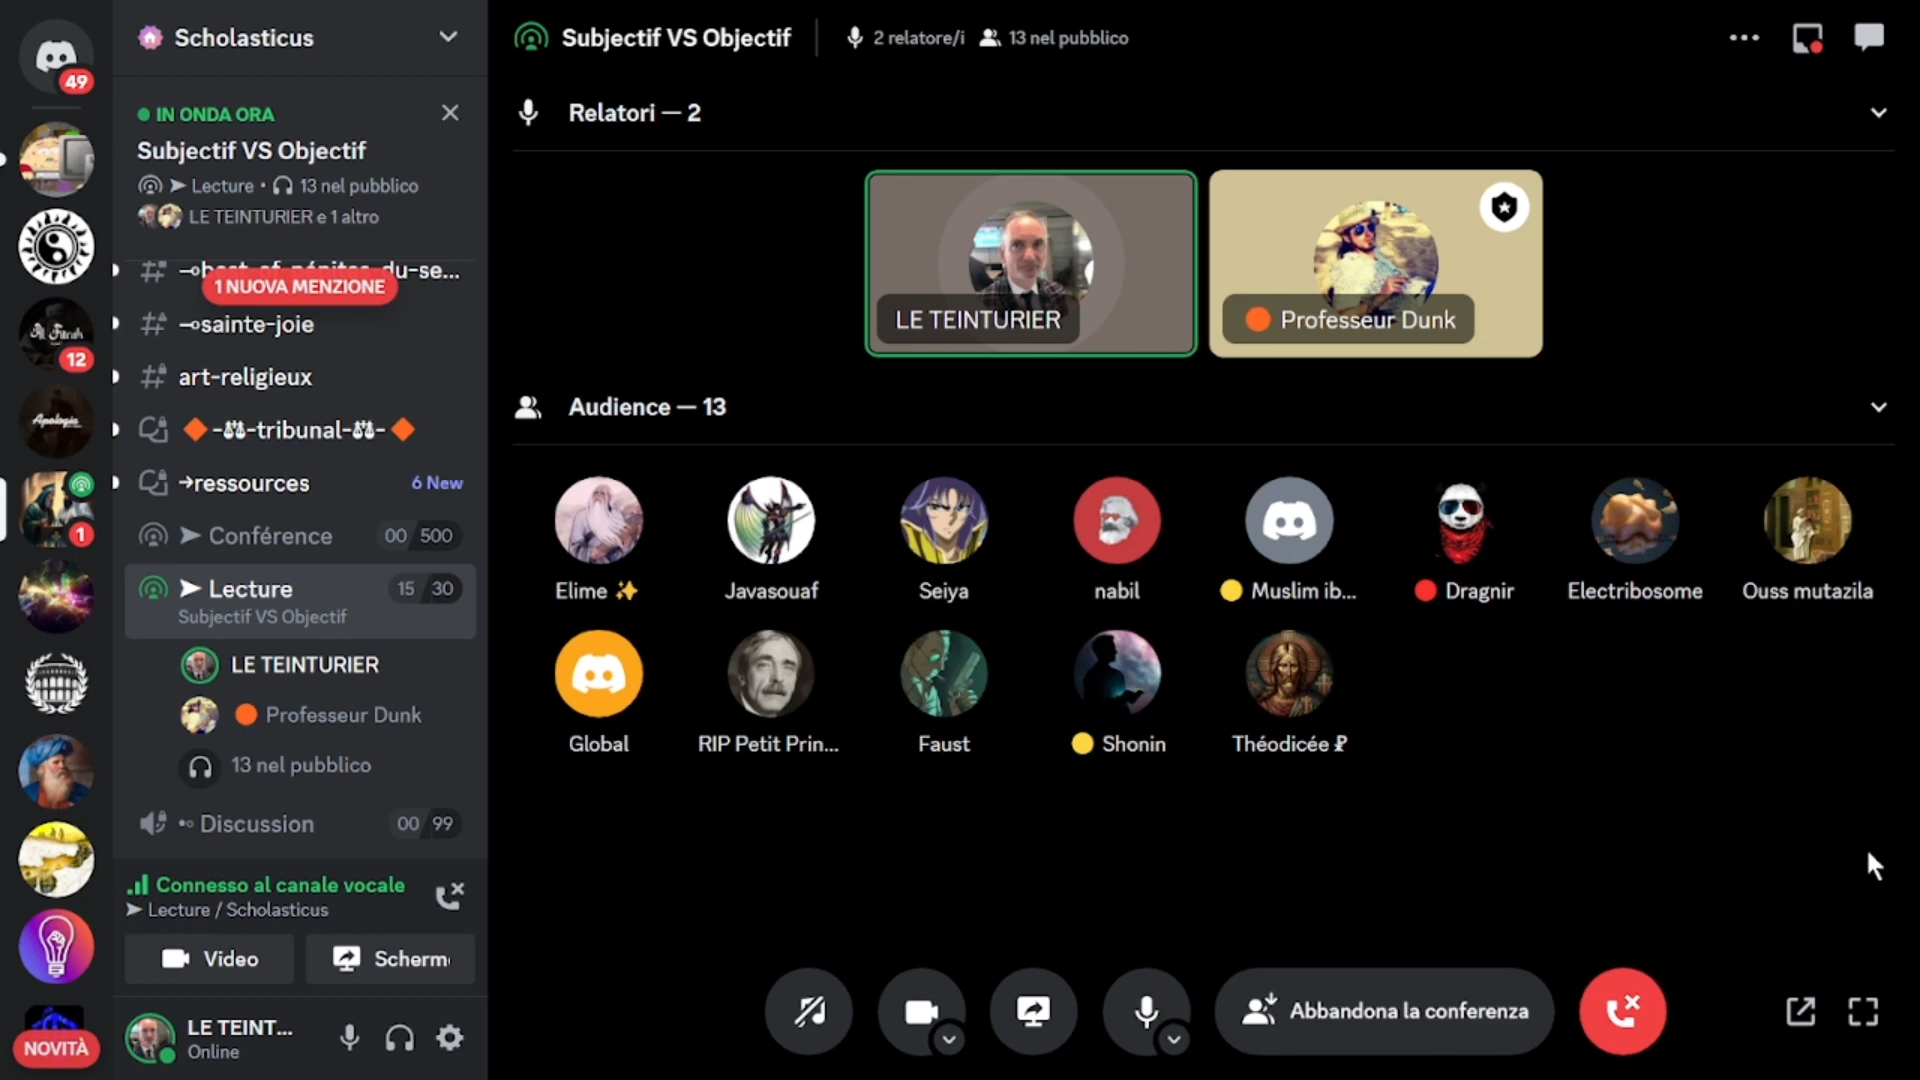 49
12
1
NOVITÀ
Scholasticus
IN ONDA ORA
Subjectif VS Objectif
➤ Lecture • 13 nel pubblico
LE TEINTURIER e 1 altro
1 NUOVA MENZIONE
sainte-joie
art-religieux
-⚖-tribunal-⚖-
→ressources 6 New
➤ Conférence 00 500
➤ Lecture 15 30
Subjectif VS Objectif
LE TEINTURIER
Professeur Dunk
13 nel pubblico
Discussion 00 99
Connesso al canale vocale
➤ Lecture / Scholasticus
Video
Scherm
LE TEINT...
Online
Subjectif VS Objectif
2 relatore/i 13 nel pubblico
Relatori — 2
LE TEINTURIER
Professeur Dunk
Audience — 13
Elime ✨
Javasouaf
Seiya
nabil
Muslim ib...
Dragnir
Electribosome
Ouss mutazila
Global
RIP Petit Prin...
Faust
Shonin
Théodicée ☧
Abbandona la conferenza